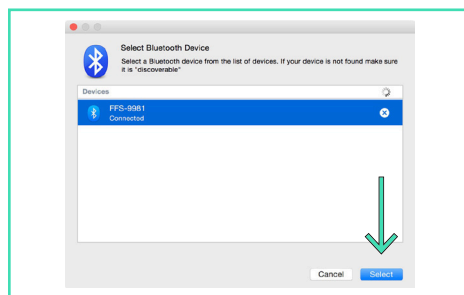 Select Bluetooth Device
Select a Bluetooth device from the list of devices. If your device is not found make sure
it is "discoverable"
Devices
FFS-9981
Connected
Cancel Select